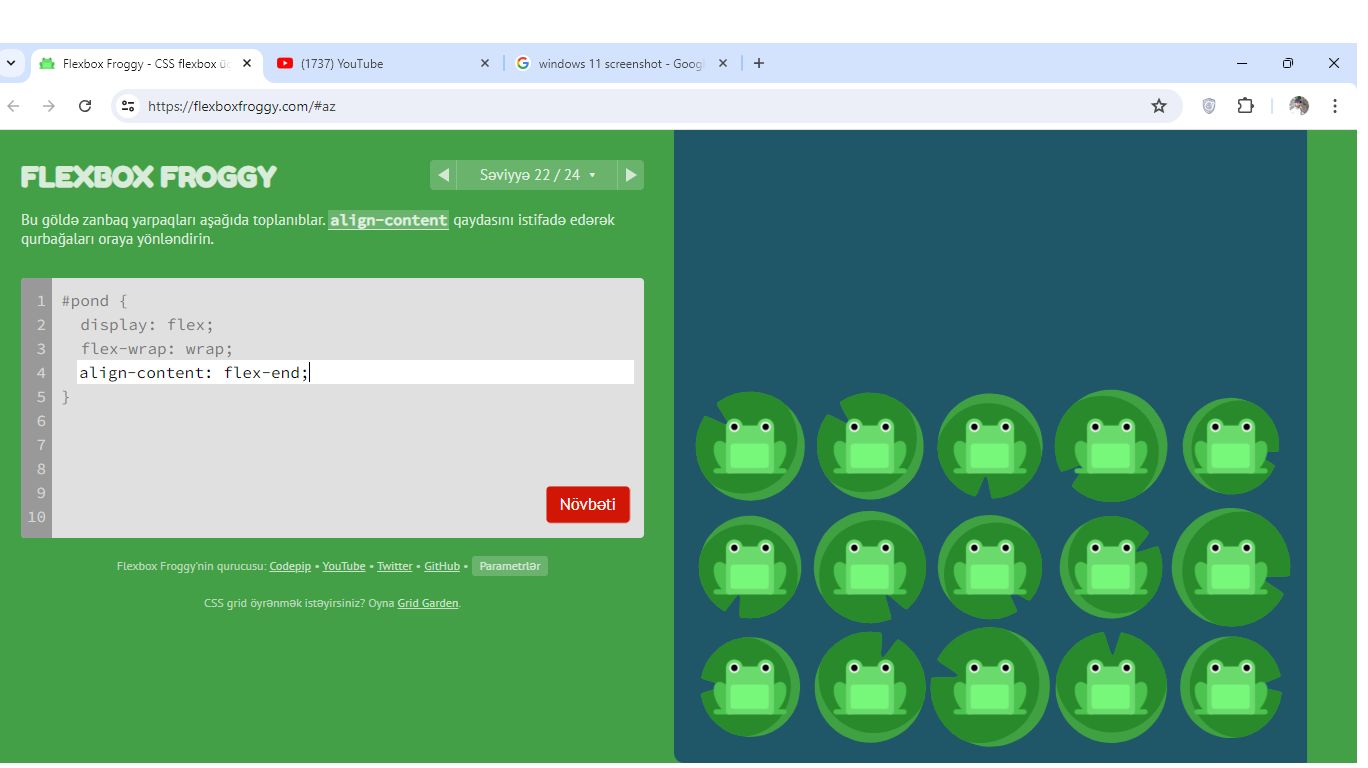 Flexbox Froggy - CSS flexbox üc
(1737) YouTube
windows 11 screenshot - Goog
https://flexboxfroggy.com/#az
FLEXBOX FROGGY
Səviyyə 22 / 24
Bu göldə zanbaq yarpaqları aşağıda toplanıblar. align-content qaydasını istifadə edərək
qurbağaları oraya yönləndirin.
1 #pond {
2 display: flex;
3 flex-wrap: wrap;
4 align-content: flex-end;
5 }
6
7
8
9
10
Növbəti
Flexbox Froggy'nin qurucusu: Codepip • YouTube • Twitter • GitHub • Parametrlər
CSS grid öyrənmək istəyirsiniz? Oyna Grid Garden.